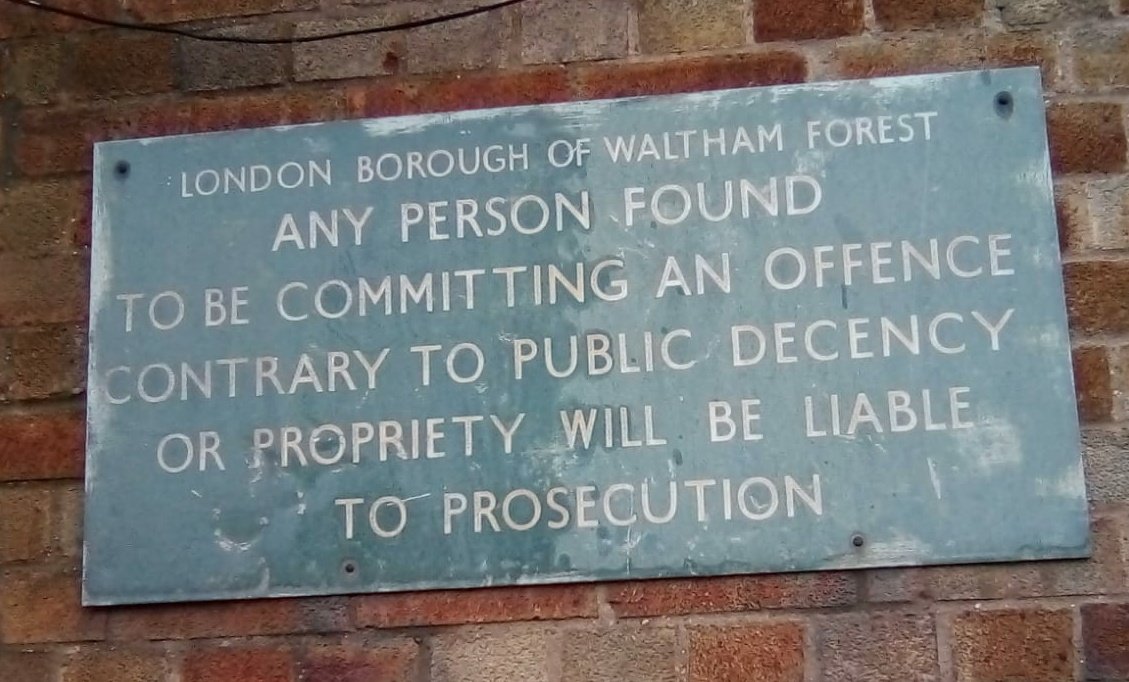 LONDON BOROUGH OF WALTHAM FOREST
ANY PERSON FOUND
TO BE COMMITTING AN OFFENCE
CONTRARY TO PUBLIC DECENCY
OR PROPRIETY WILL BE LIABLE
TO PROSECUTION